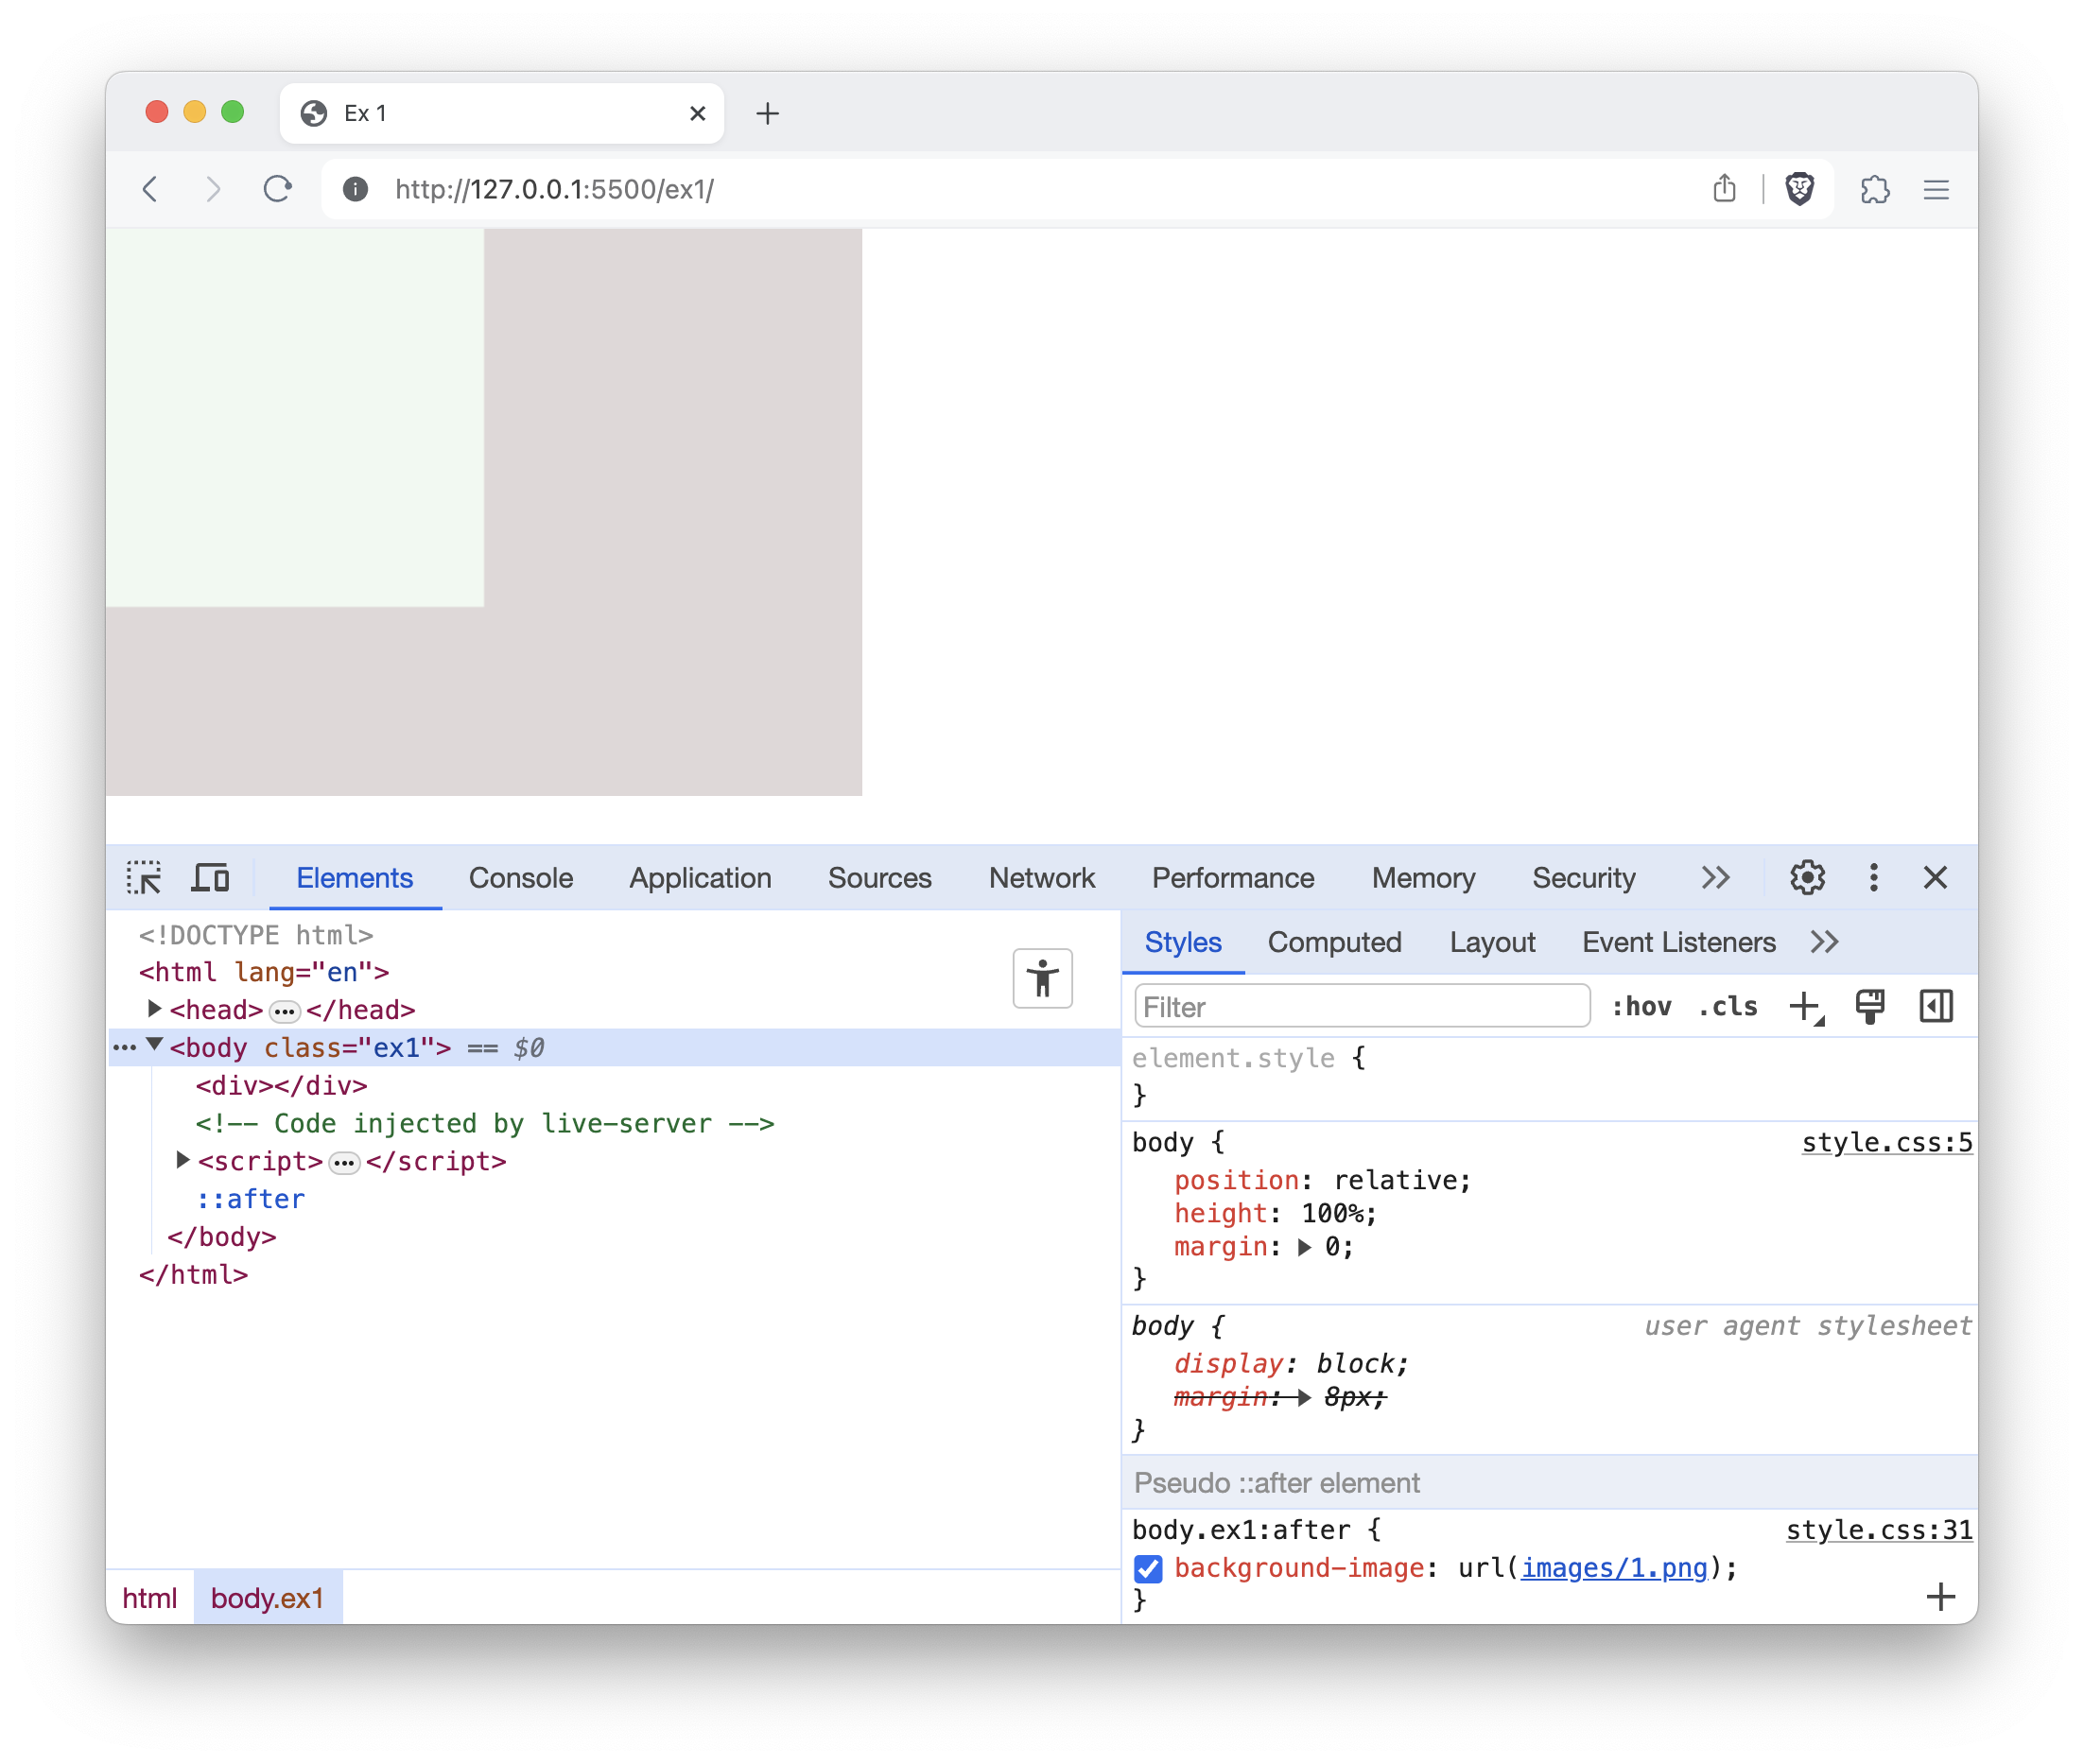 Ex 1
http://127.0.0.1:5500/ex1/
Elements Console Application Sources Network Performance Memory Security
<!DOCTYPE html>
<html lang="en">
<head>…</head>
<body class="ex1"> == $0
<div></div>
<!-- Code injected by live-server -->
<script>…</script>
::after
</body>
</html>
html body.ex1
Styles Computed Layout Event Listeners
Filter :hov .cls
element.style {
}
body { style.css:5
position: relative;
height: 100%;
margin: 0;
}
body { user agent stylesheet
display: block;
margin: 8px;
}
Pseudo ::after element
body.ex1:after { style.css:31
background-image: url(images/1.png);
}